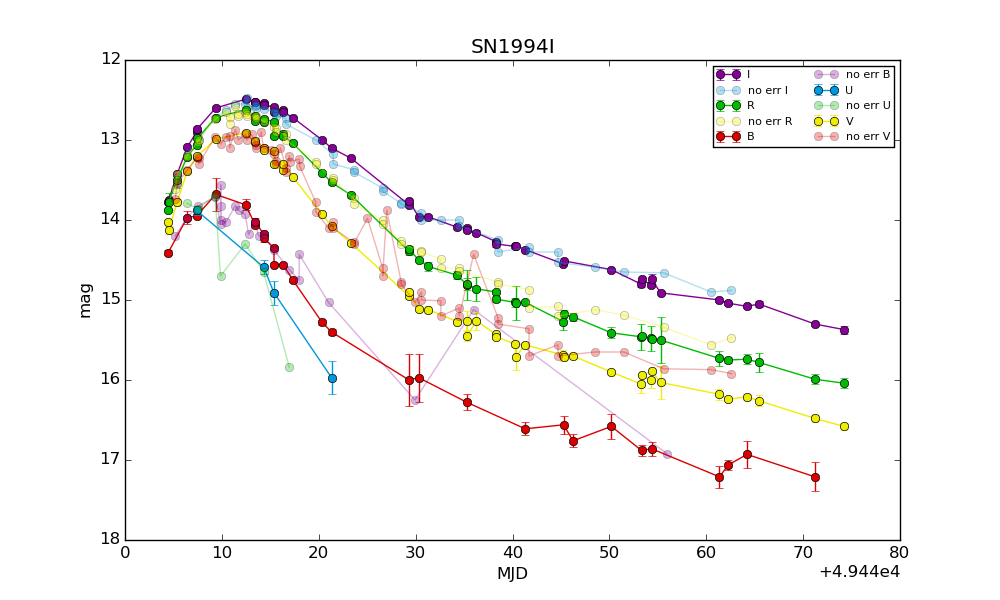 SN1994I
12
13
14
15
16
17
18
mag
I
no err I
R
no err R
B
no err B
U
no err U
V
no err V
0
10
20
30
40
50
60
70
80
MJD
+4.944e4